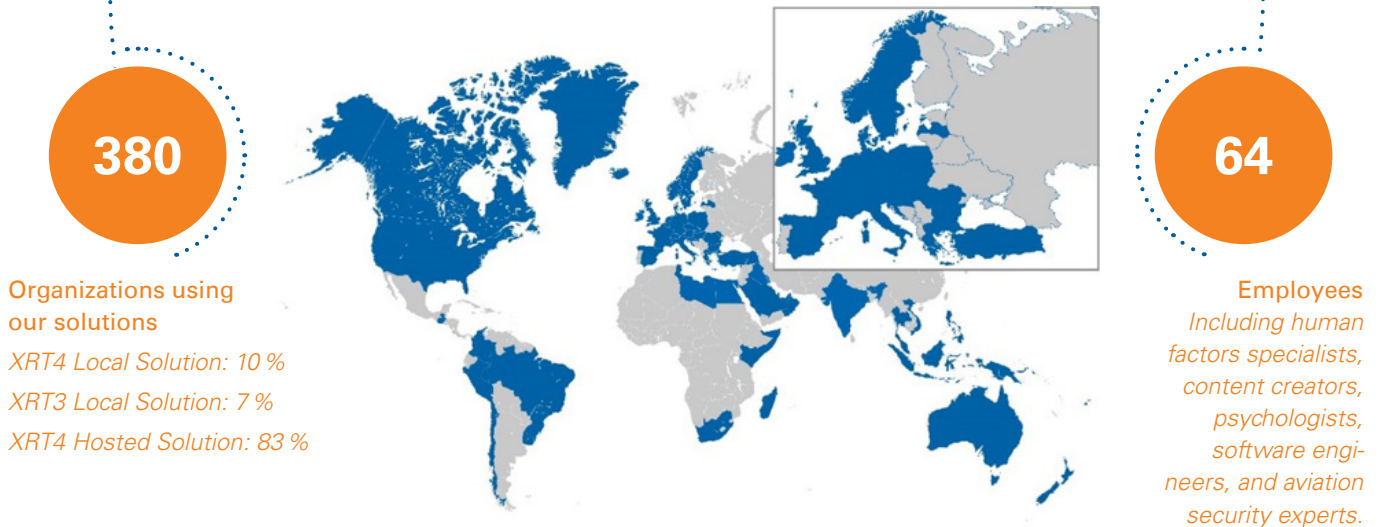 380
Organizations using
our solutions
XRT4 Local Solution: 10 %
XRT3 Local Solution: 7 %
XRT4 Hosted Solution: 83 %
64
Employees
Including human
factors specialists,
content creators,
psychologists,
software engi-
neers, and aviation
security experts.